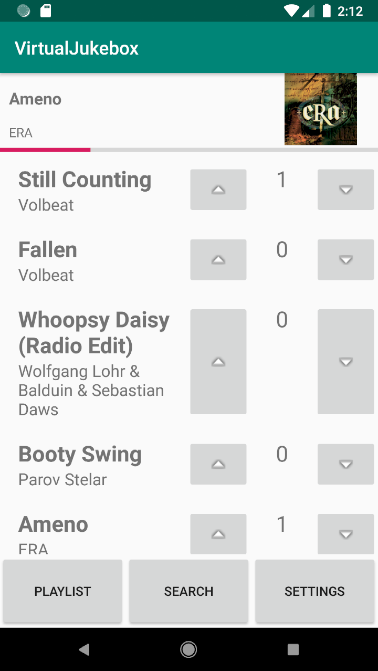 2:12
VirtualJukebox
Ameno
ERA
eRa
Still Counting
1
Volbeat
Fallen
0
Volbeat
Whoopsy Daisy
0
(Radio Edit)
Wolfgang Lohr &
Balduin & Sebastian
Daws
Booty Swing
0
Parov Stelar
Ameno
1
ERA
PLAYLIST
SEARCH
SETTINGS